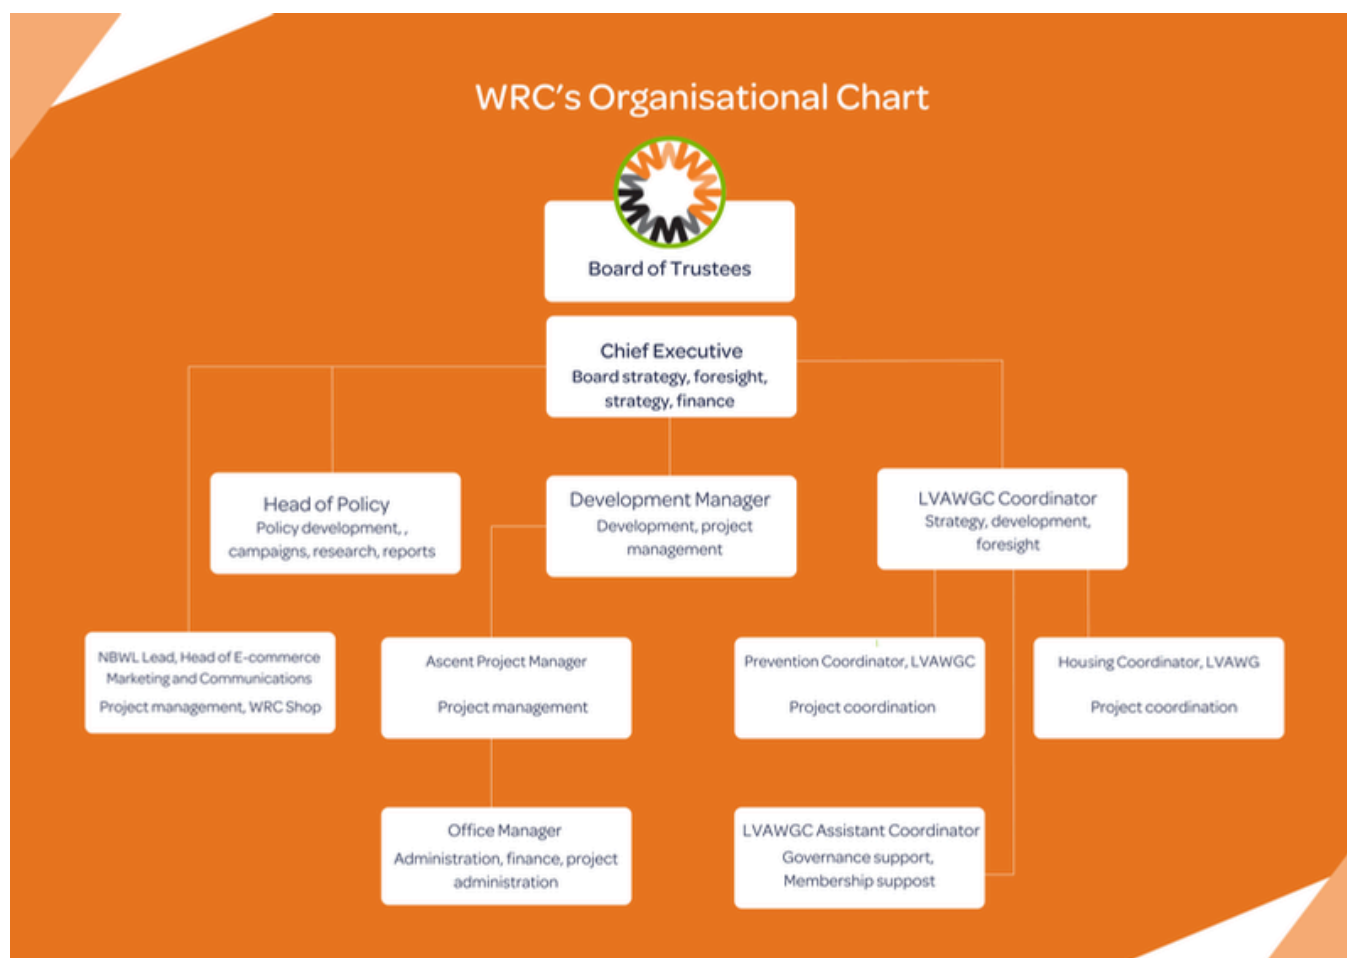 WRC's Organisational Chart
Board of Trustees
Chief Executive
Board strategy, foresight,
strategy, finance
Head of Policy
Policy development, ,
campaigns, research, reports
Development Manager
Development, project
management
LVAWGC Coordinator
Strategy, development,
foresight
NBWL Lead, Head of E-commerce
Marketing and Communications
Project management, WRC Shop
Ascent Project Manager
Project management
Prevention Coordinator, LVAWGC
Project coordination
Housing Coordinator, LVAWG
Project coordination
Office Manager
Administration, finance, project
administration
LVAWGC Assistant Coordinator
Governance support,
Membership suppost